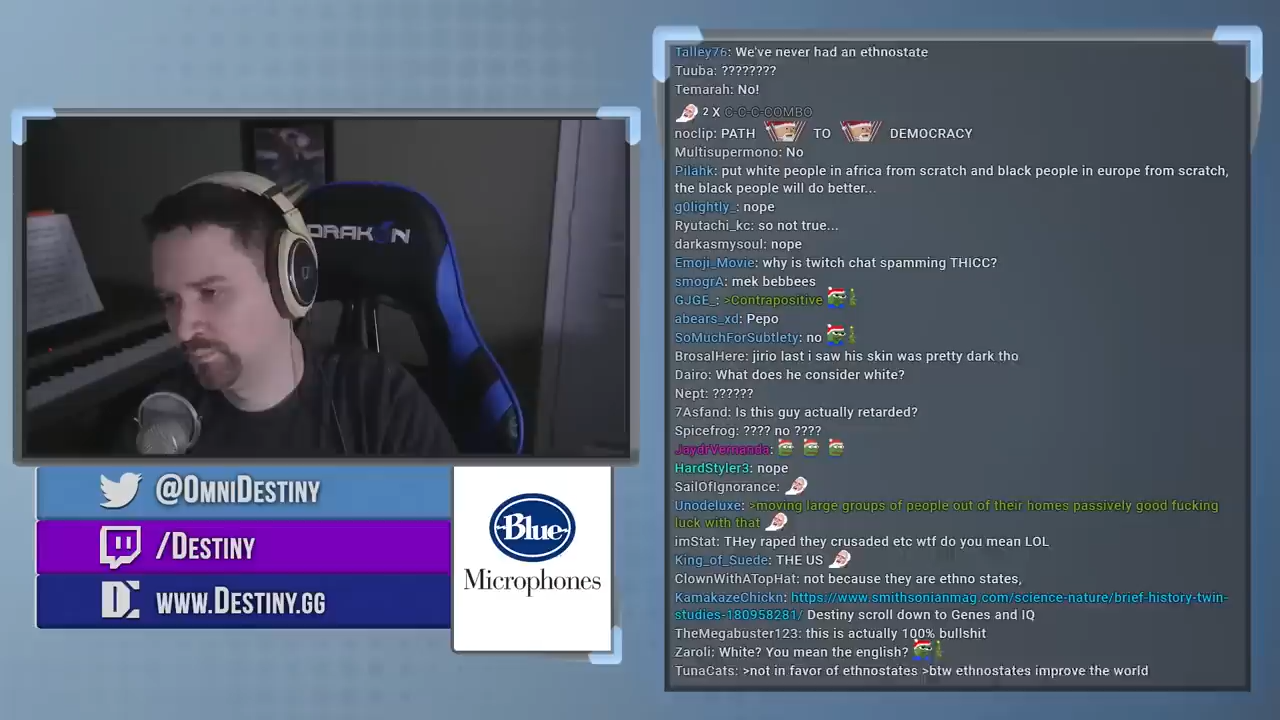 DRAKON
@OmniDestiny
/Destiny
www.Destiny.gg
Blue
Microphones
Talley76: We've never had an ethnostate
Tuuba: ????????
Temarah: No!
2 X C-C-C-COMBO
noclip: PATH TO DEMOCRACY
Multisupermono: No
Pilahk: put white people in africa from scratch and black people in europe from scratch,
the black people will do better...
g0lightly_: nope
Ryutachi_kc: so not true...
darkasmysoul: nope
Emoji_Movie: why is twitch chat spamming THICC?
smogrA: mek bebbees
GJGE_: >Contrapositive
abears_xd: Pepo
SoMuchForSubtlety: no
BrosalHere: jirio last i saw his skin was pretty dark tho
Dairo: What does he consider white?
Nept: ??????
7Asfand: Is this guy actually retarded?
Spicefrog: ???? no ????
JaydrVernanda:
HardStyler3: nope
SailOfIgnorance:
Unodeluxe: >moving large groups of people out of their homes passively good fucking
luck with that
imStat: THey raped they crusaded etc wtf do you mean LOL
King_of_Suede: THE US
ClownWithATopHat: not because they are ethno states,
KamakazeChickn: https://www.smithsonianmag.com/science-nature/brief-history-twin-
studies-180958281/ Destiny scroll down to Genes and IQ
TheMegabuster123: this is actually 100% bullshit
Zaroli: White? You mean the english?
TunaCats: >not in favor of ethnostates >btw ethnostates improve the world